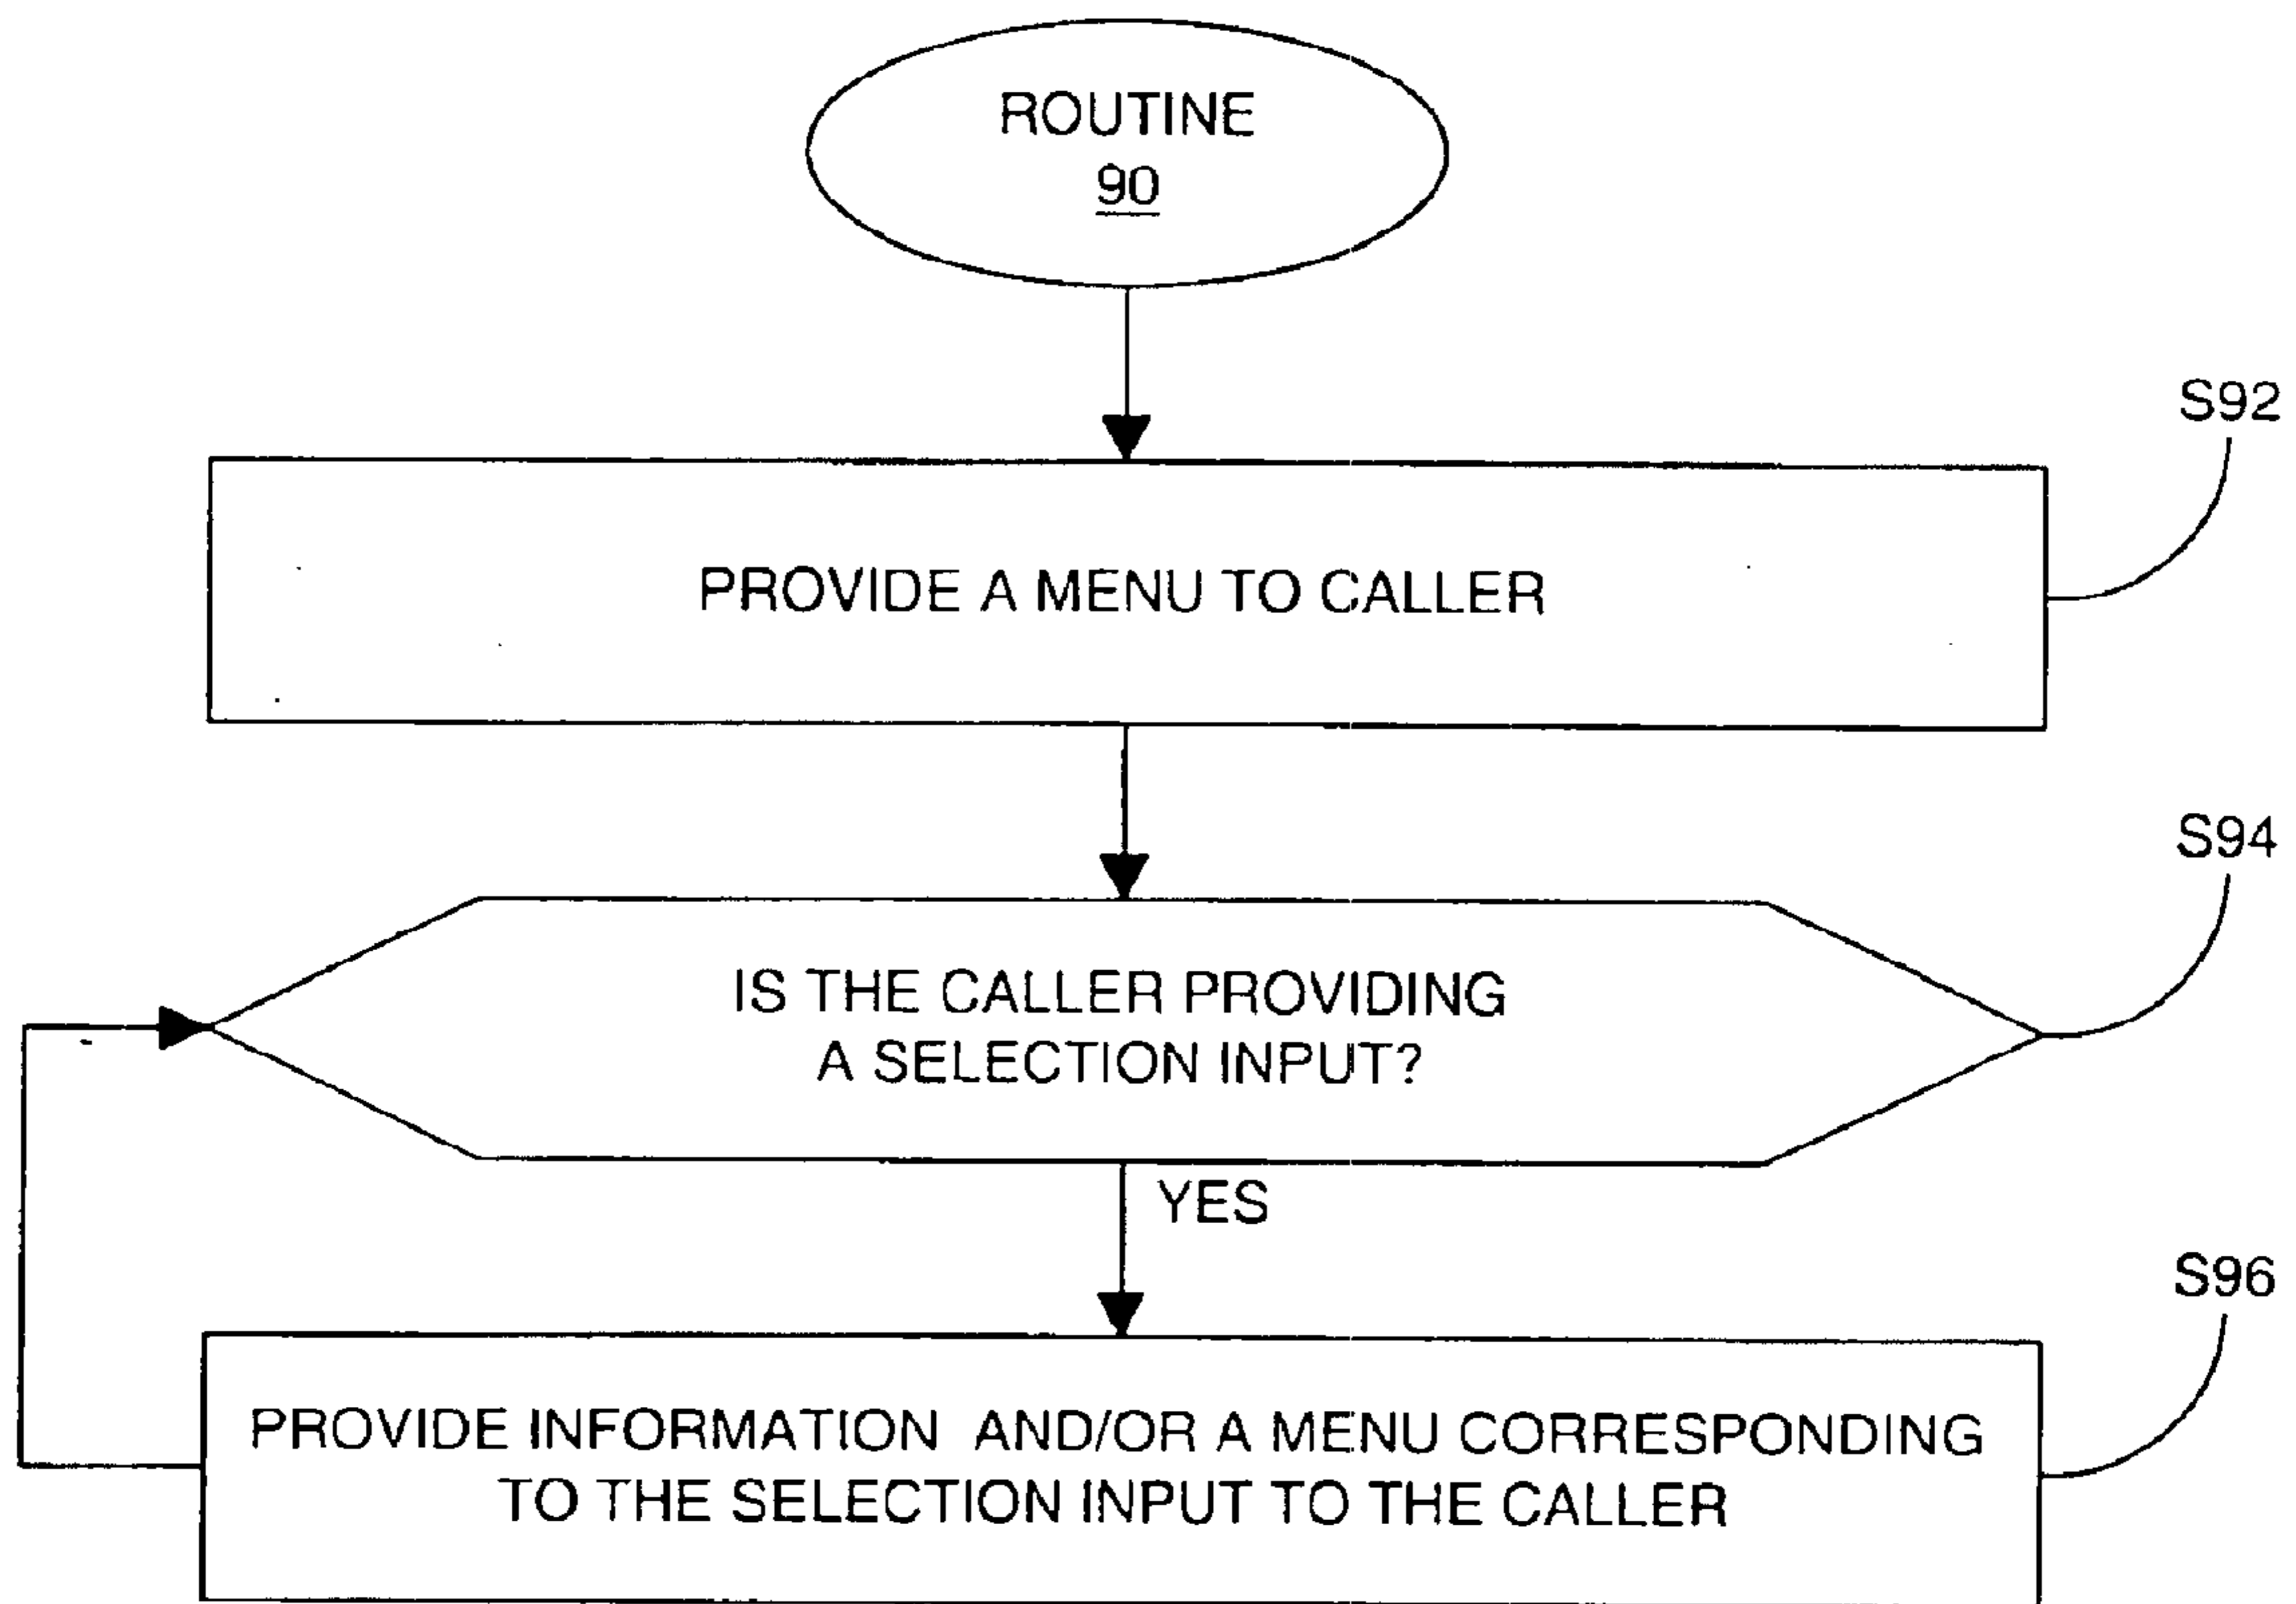 ROUTINE
90
S92
PROVIDE A MENU TO CALLER
S94
IS THE CALLER PROVIDING
A SELECTION INPUT?
YES
S96
PROVIDE INFORMATION AND/OR A MENU CORRESPONDING
TO THE SELECTION INPUT TO THE CALLER